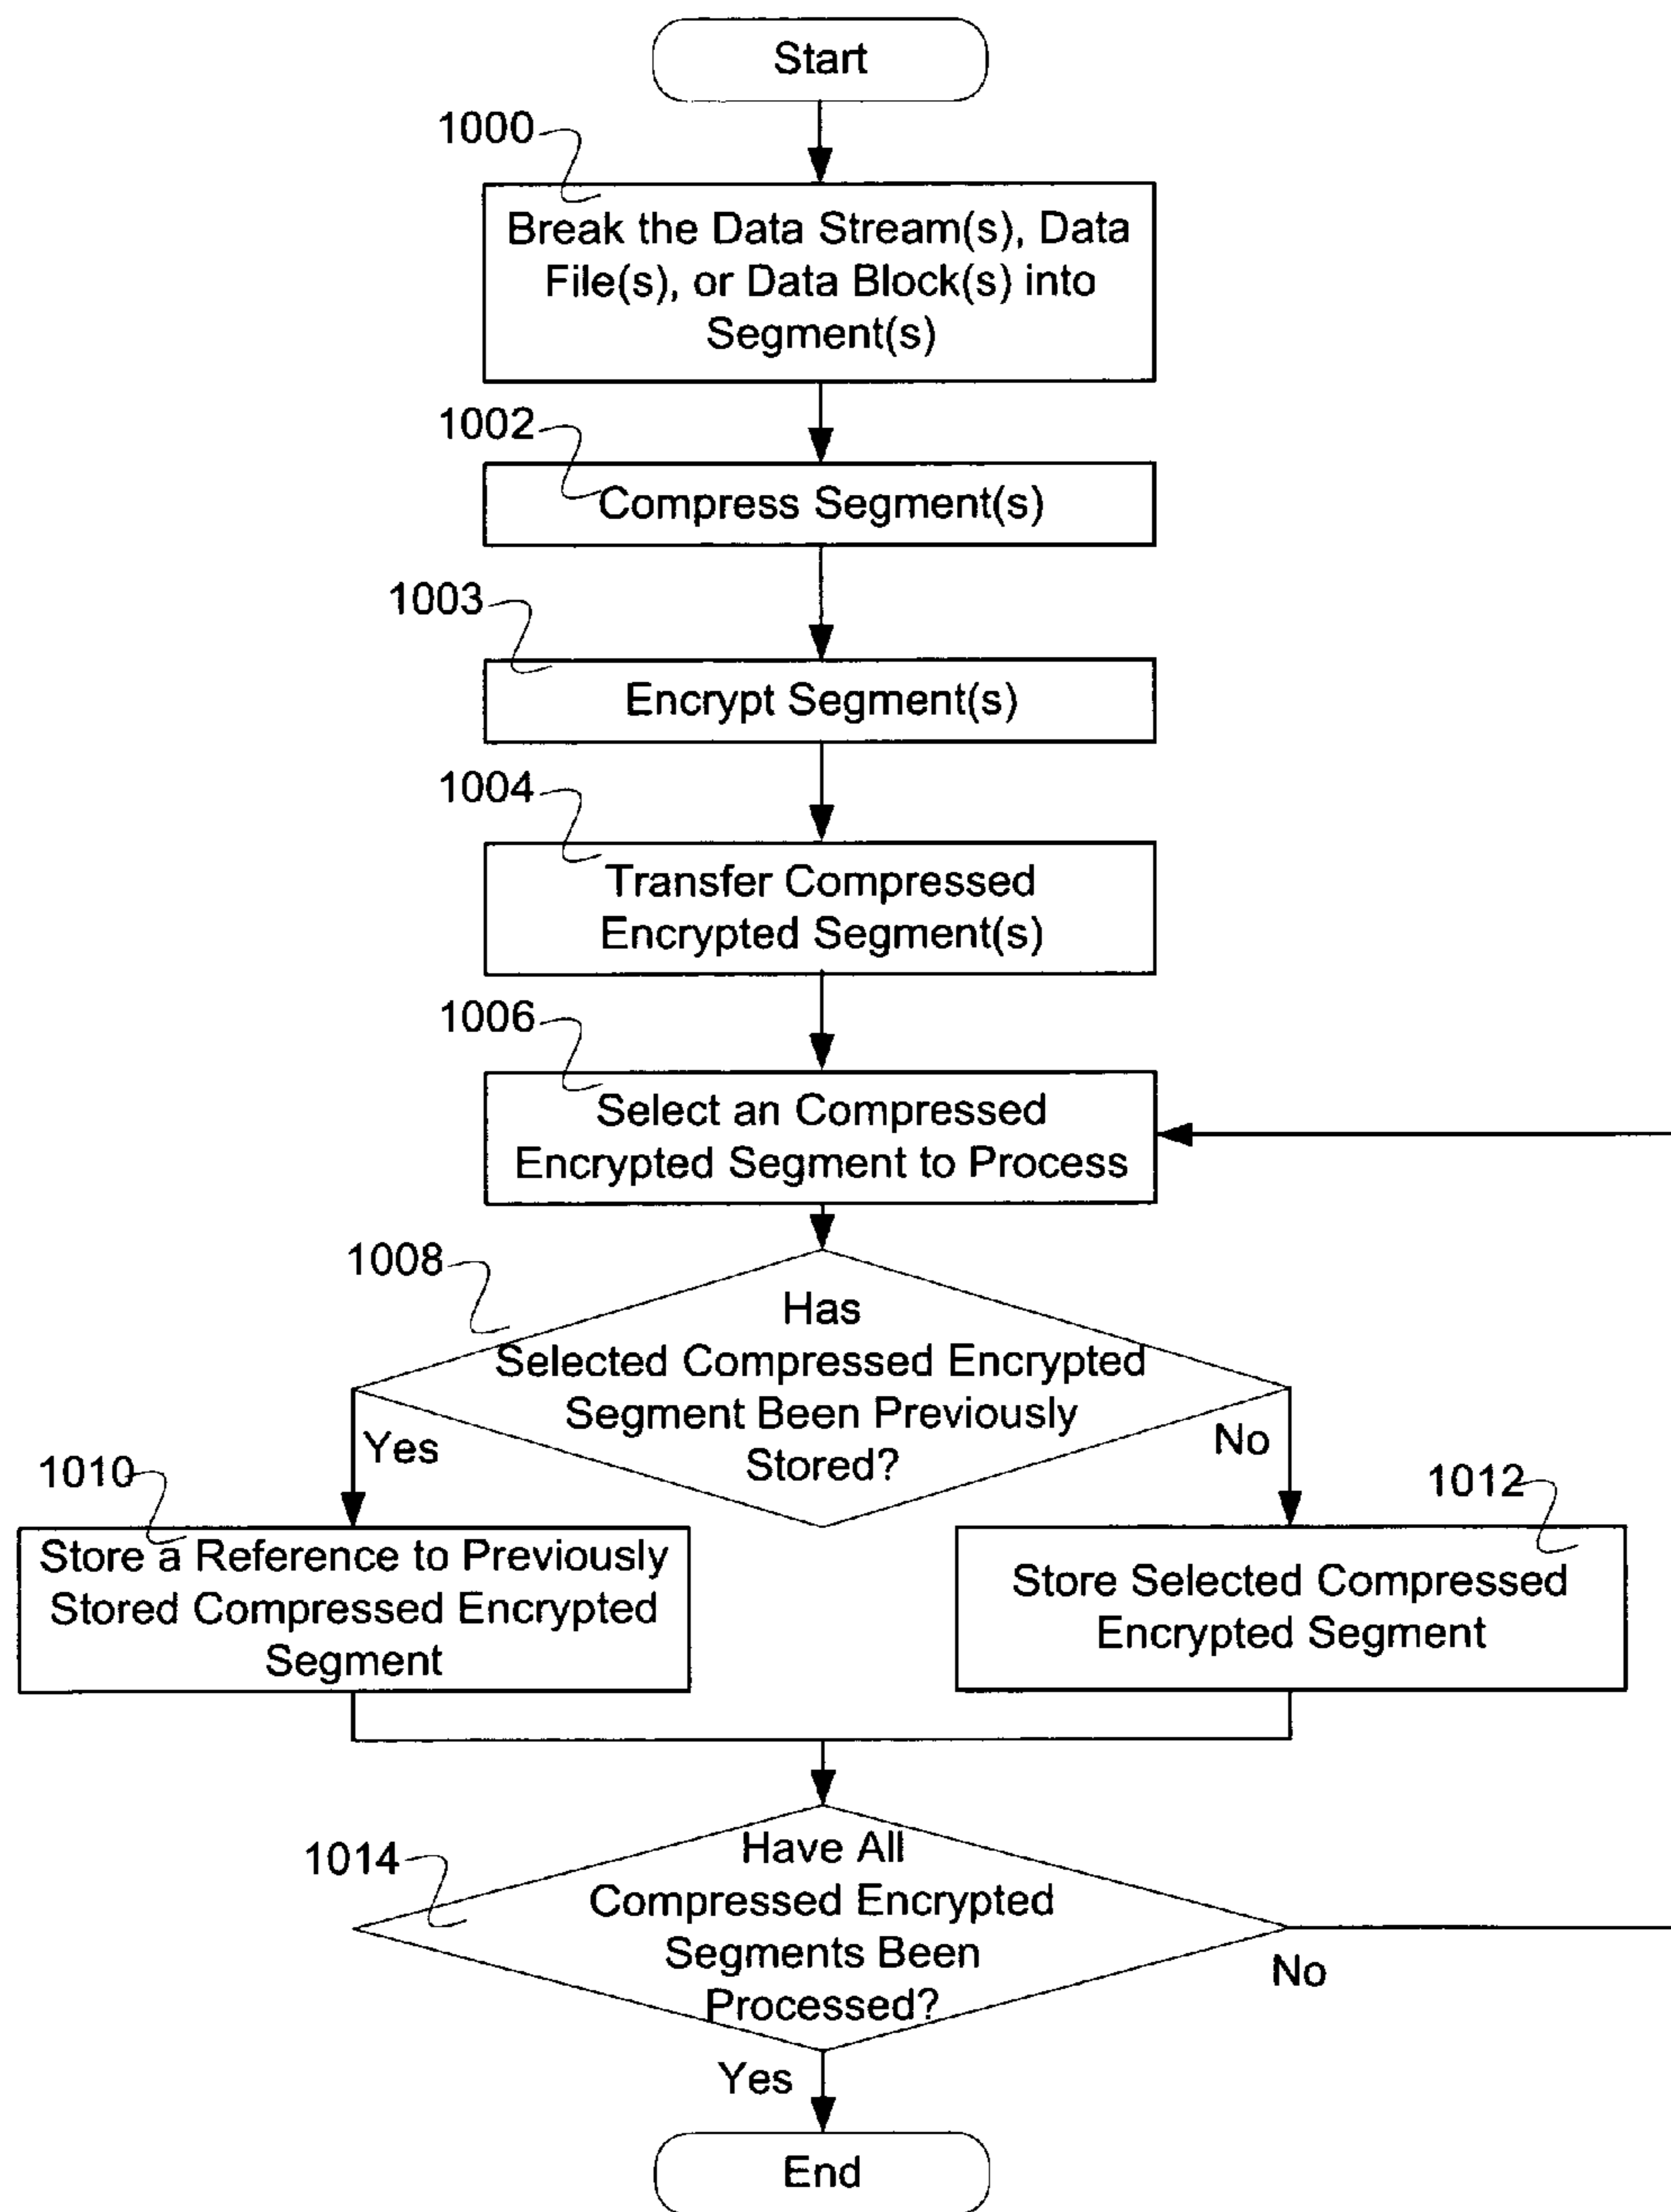 Start
1000
Break the Data Stream(s), Data
File(s), or Data Block(s) into
Segment(s)
1002
Compress Segment(s)
1003
Encrypt Segment(s)
1004
Transfer Compressed
Encrypted Segment(s)
1006
Select an Compressed
Encrypted Segment to Process
1008
Has
Selected Compressed Encrypted
Segment Been Previously
Stored?
Yes
No
1010
Store a Reference to Previously
Stored Compressed Encrypted
Segment
1012
Store Selected Compressed
Encrypted Segment
1014
Have All
Compressed Encrypted
Segments Been
Processed?
No
Yes
End